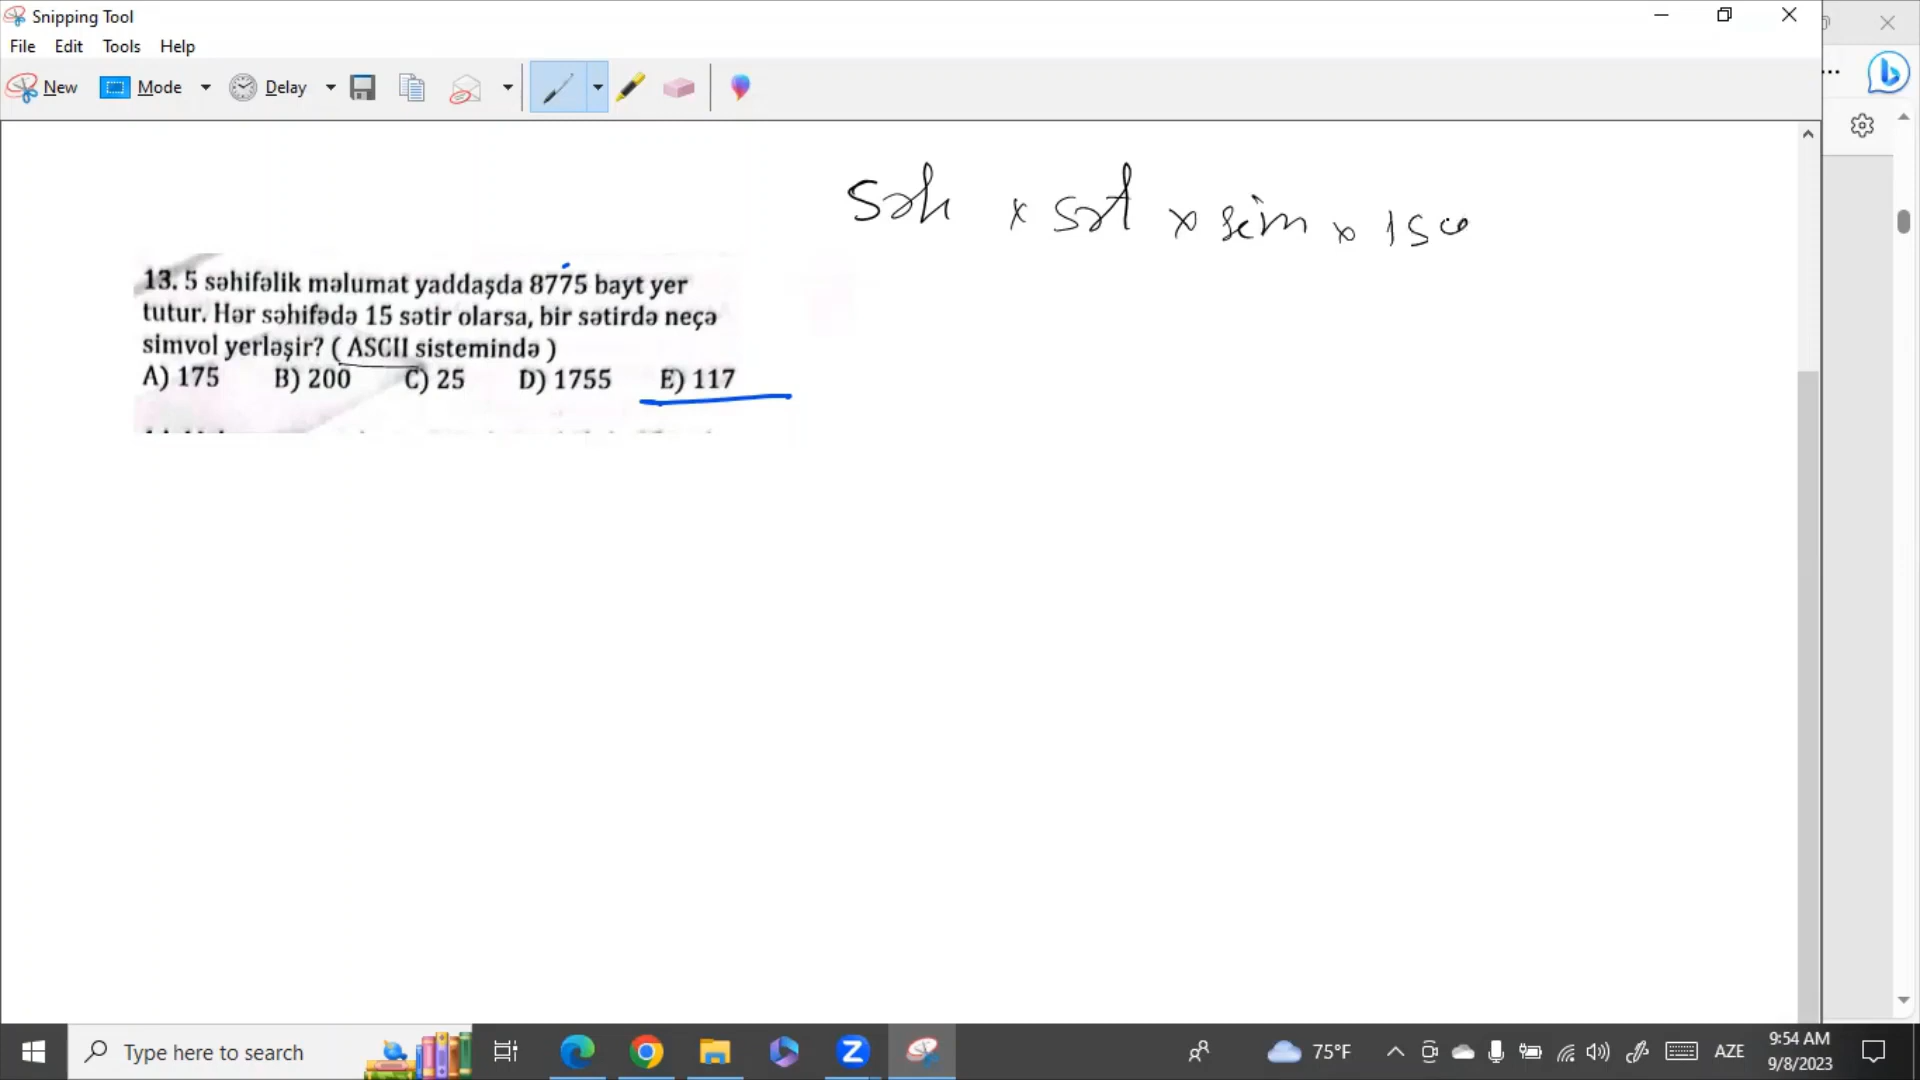 Snipping Tool
File Edit Tools Help
New Mode Delay
Səh x Sət x sim x 1
13. 5 səhifəlik məlumat yaddaşda 8775 bayt yer
tutur. Hər səhifədə 15 sətir olarsa, bir sətirdə neçə
simvol yerləşir? ( ASCII sistemində )
A) 175 B) 200 C) 25 D) 1755 E) 117
Type here to search
75°F
AZE
9:54 AM
9/8/2023